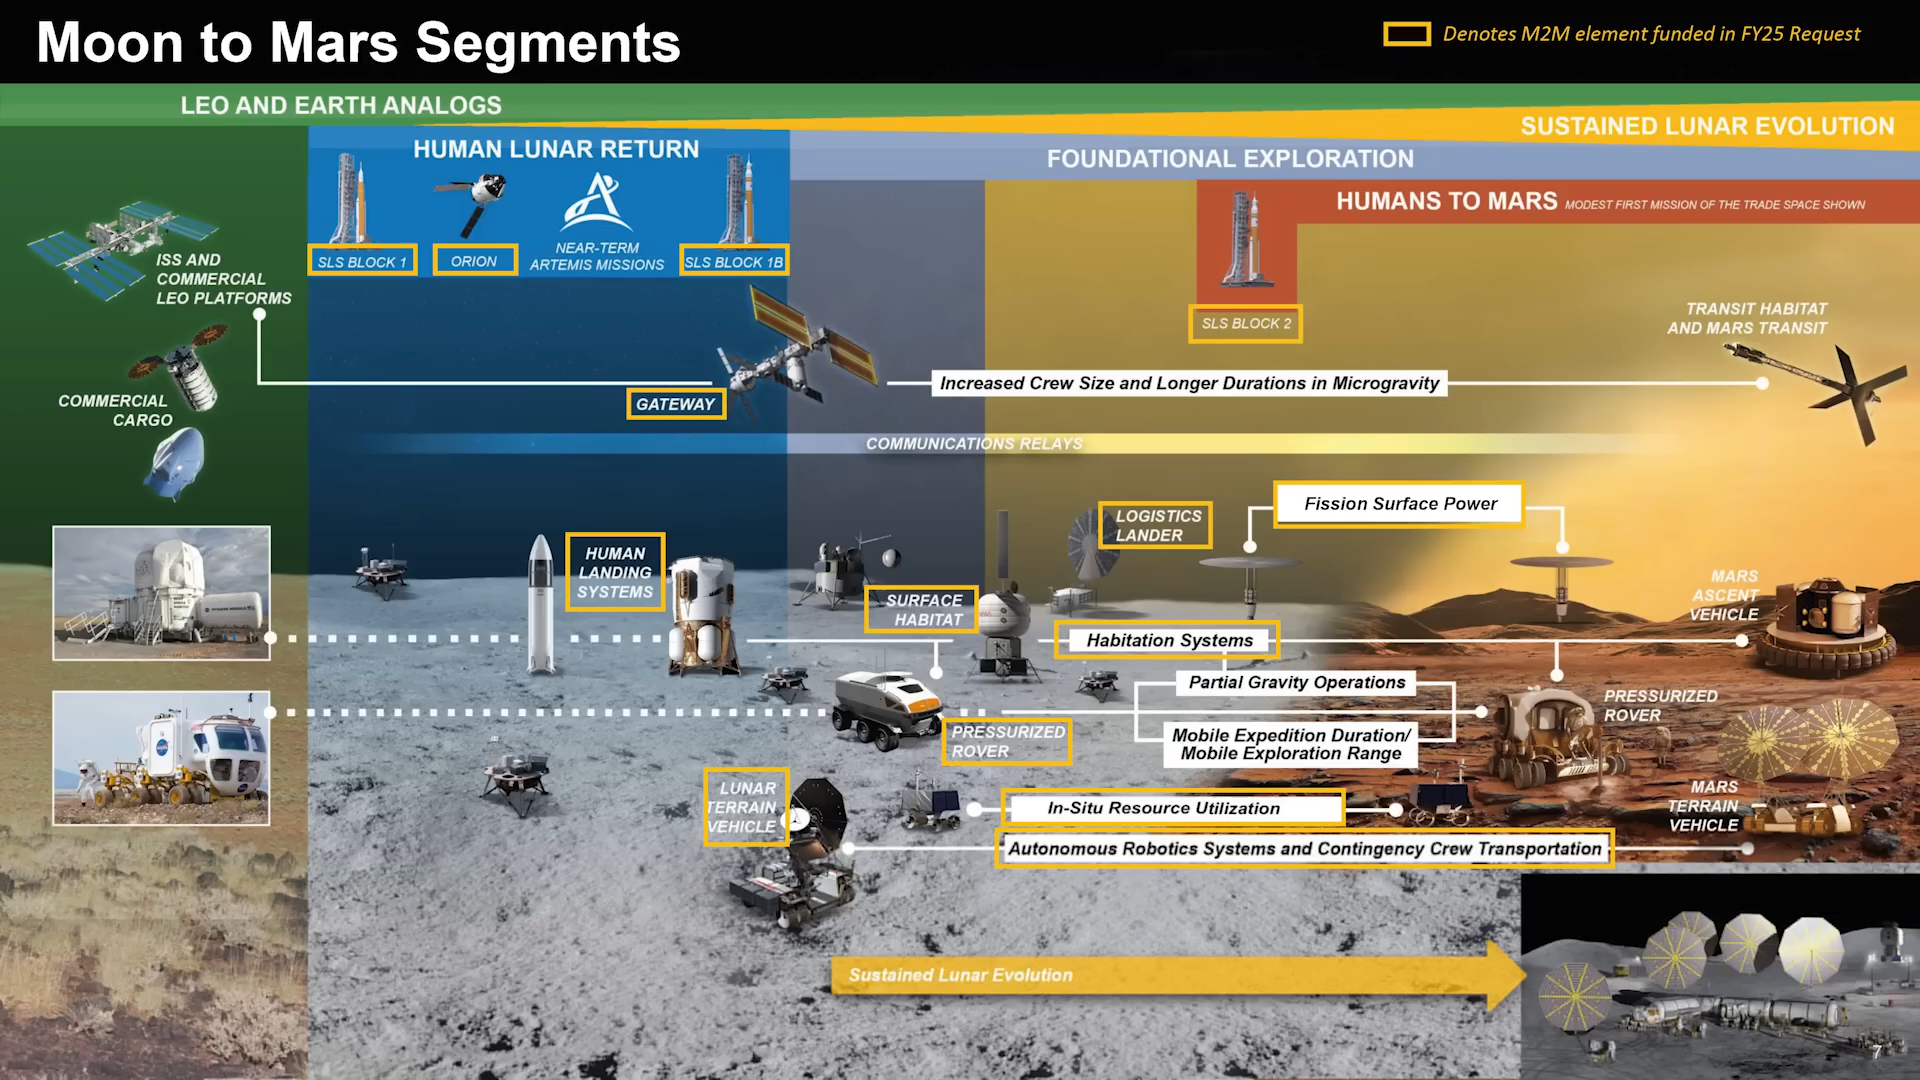 Moon to Mars Segments
Denotes M2M element funded in FY25 Request
LEO AND EARTH ANALOGS
SUSTAINED LUNAR EVOLUTION
HUMAN LUNAR RETURN
FOUNDATIONAL EXPLORATION
HUMANS TO MARS MODEST FIRST MISSION OF THE TRADE SPACE SHOWN
SLS BLOCK 1
ORION
NEAR-TERM
ARTEMIS MISSIONS
SLS BLOCK 1B
ISS AND
COMMERCIAL
LEO PLATFORMS
SLS BLOCK 2
TRANSIT HABITAT
AND MARS TRANSIT
GATEWAY
Increased Crew Size and Longer Durations in Microgravity
COMMERCIAL
CARGO
COMMUNICATIONS RELAYS
LOGISTICS
LANDER
Fission Surface Power
HUMAN
LANDING
SYSTEMS
SURFACE
HABITAT
MARS
ASCENT
VEHICLE
Habitation Systems
Partial Gravity Operations
PRESSURIZED
ROVER
Mobile Expedition Duration/
Mobile Exploration Range
PRESSURIZED
ROVER
LUNAR
TERRAIN
VEHICLE
In-Situ Resource Utilization
MARS
TERRAIN
VEHICLE
Autonomous Robotics Systems and Contingency Crew Transportation
Sustained Lunar Evolution
7